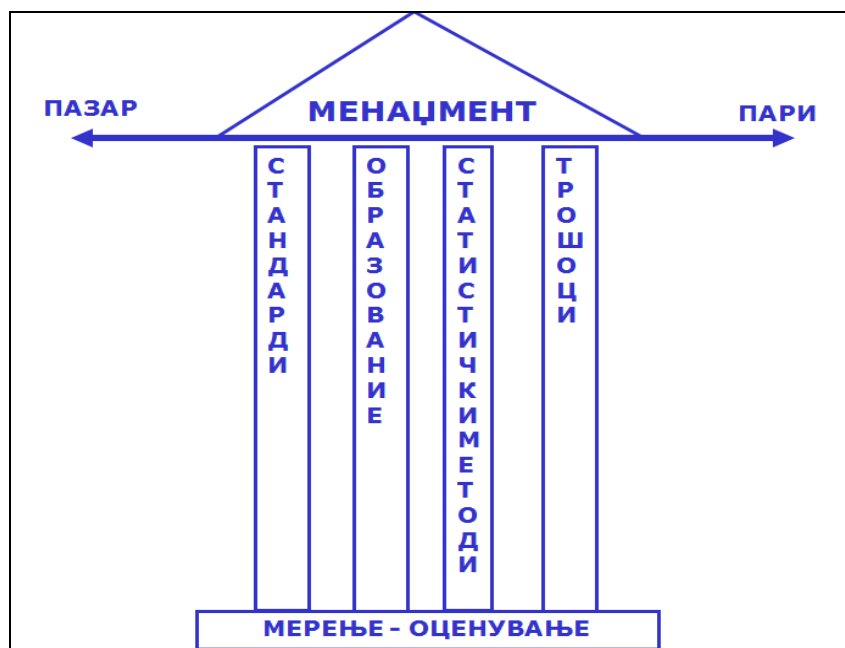 ПАЗАР
МЕНАЏМЕНТ
ПАРИ
СТАНДАРДИ
ОБРАЗОВАНИЕ
СТАТИСТИЧКИМЕТОДИ
ТРОШОЦИ
МЕРЕЊЕ – ОЦЕНУВАЊЕ